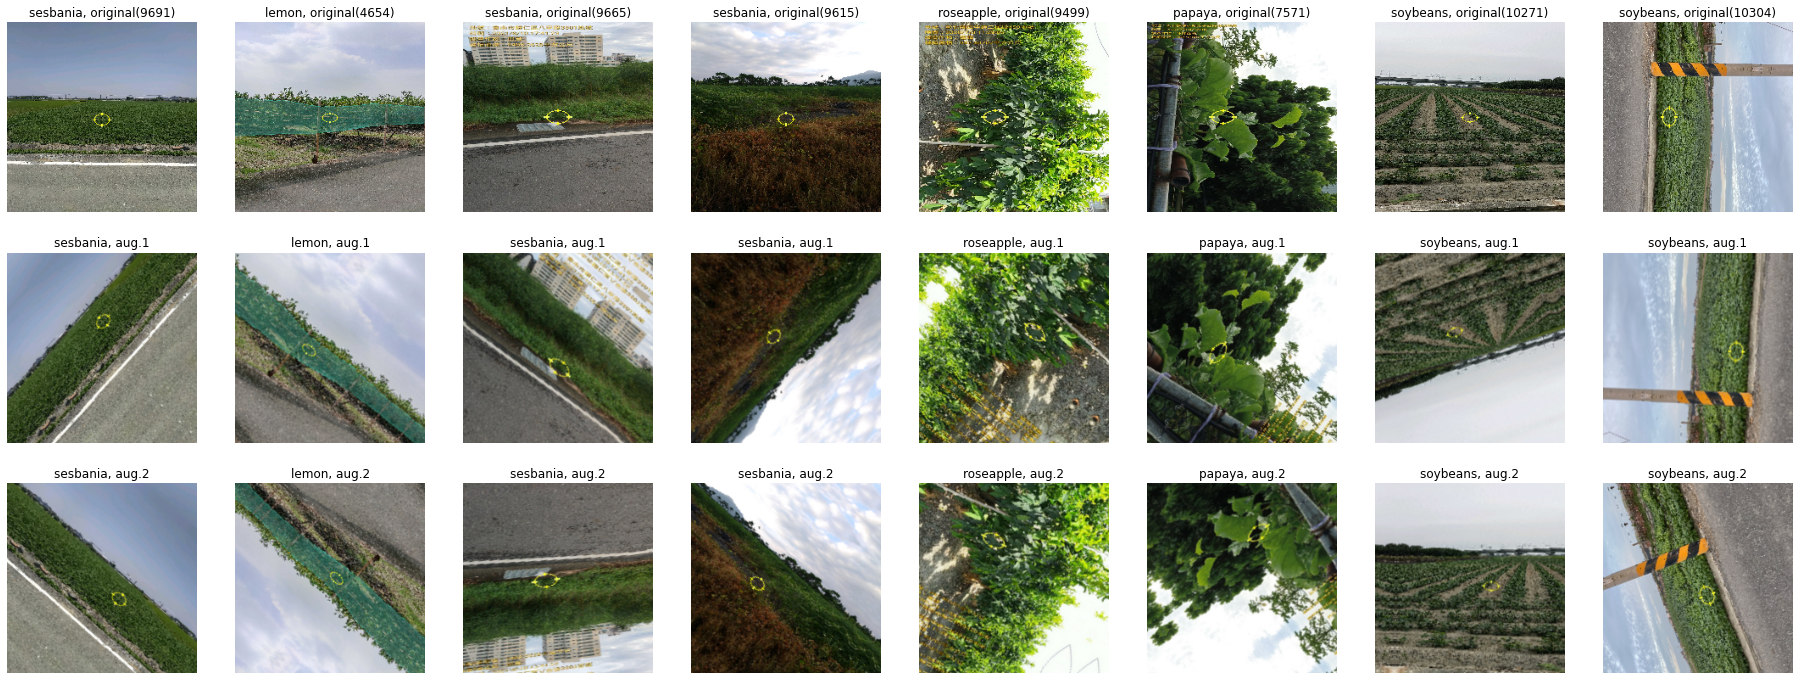 sesbania, original(9691)
lemon, original(4654)
sesbania, original(9665)
sesbania, original(9615)
roseapple, original(9499)
papaya, original(7571)
soybeans, original(10271)
soybeans, original(10304)
sesbania, aug.1
lemon, aug.1
sesbania, aug.1
sesbania, aug.1
roseapple, aug.1
papaya, aug.1
soybeans, aug.1
soybeans, aug.1
sesbania, aug.2
lemon, aug.2
sesbania, aug.2
sesbania, aug.2
roseapple, aug.2
papaya, aug.2
soybeans, aug.2
soybeans, aug.2